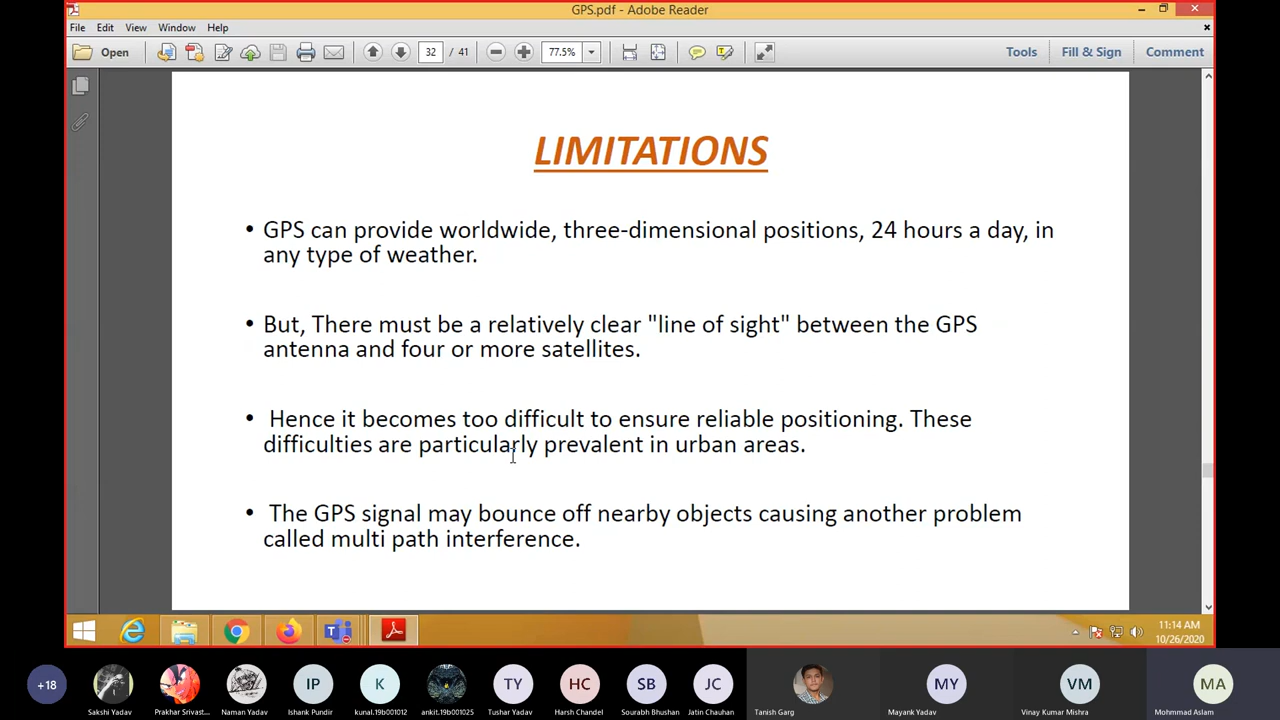 GPS.pdf - Adobe Reader
File Edit View Window Help
Open 32 / 41 77.5% Tools Fill & Sign Comment
LIMITATIONS
• GPS can provide worldwide, three-dimensional positions, 24 hours a day, in
any type of weather.
• But, There must be a relatively clear "line of sight" between the GPS
antenna and four or more satellites.
• Hence it becomes too difficult to ensure reliable positioning. These
difficulties are particularly prevalent in urban areas.
• The GPS signal may bounce off nearby objects causing another problem
called multi path interference.
11:14 AM
10/26/2020
+18 IP K TY HC SB JC MY VM MA
Sakshi Yadav Prakhar Srivast... Naman Yadav Ishank Pundir kunal.19b001012 ankit.19b001025 Tushar Yadav Harsh Chandel Sourabh Bhushan Jatin Chauhan Tanish Garg Mayank Yadav Vinay Kumar Mishra Mohmmad Aslam